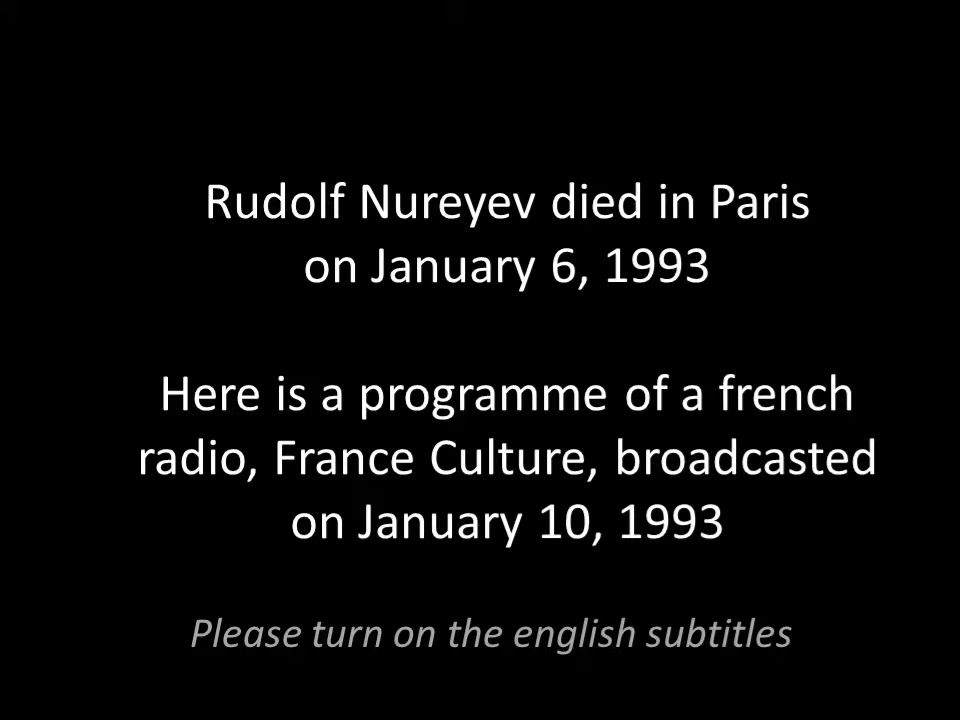 Rudolf Nureyev died in Paris
on January 6, 1993
Here is a programme of a french
radio, France Culture, broadcasted
on January 10, 1993
Please turn on the english subtitles